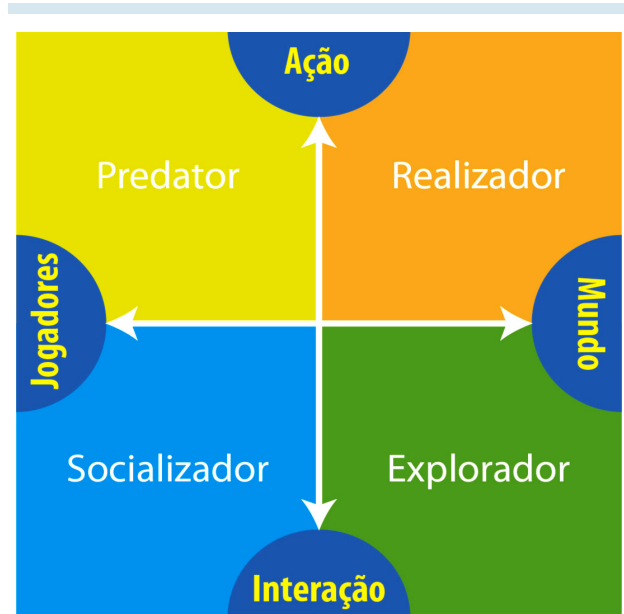 Ação
Predator
Realizador
Jogadores
Mundo
Socializador
Explorador
Interação